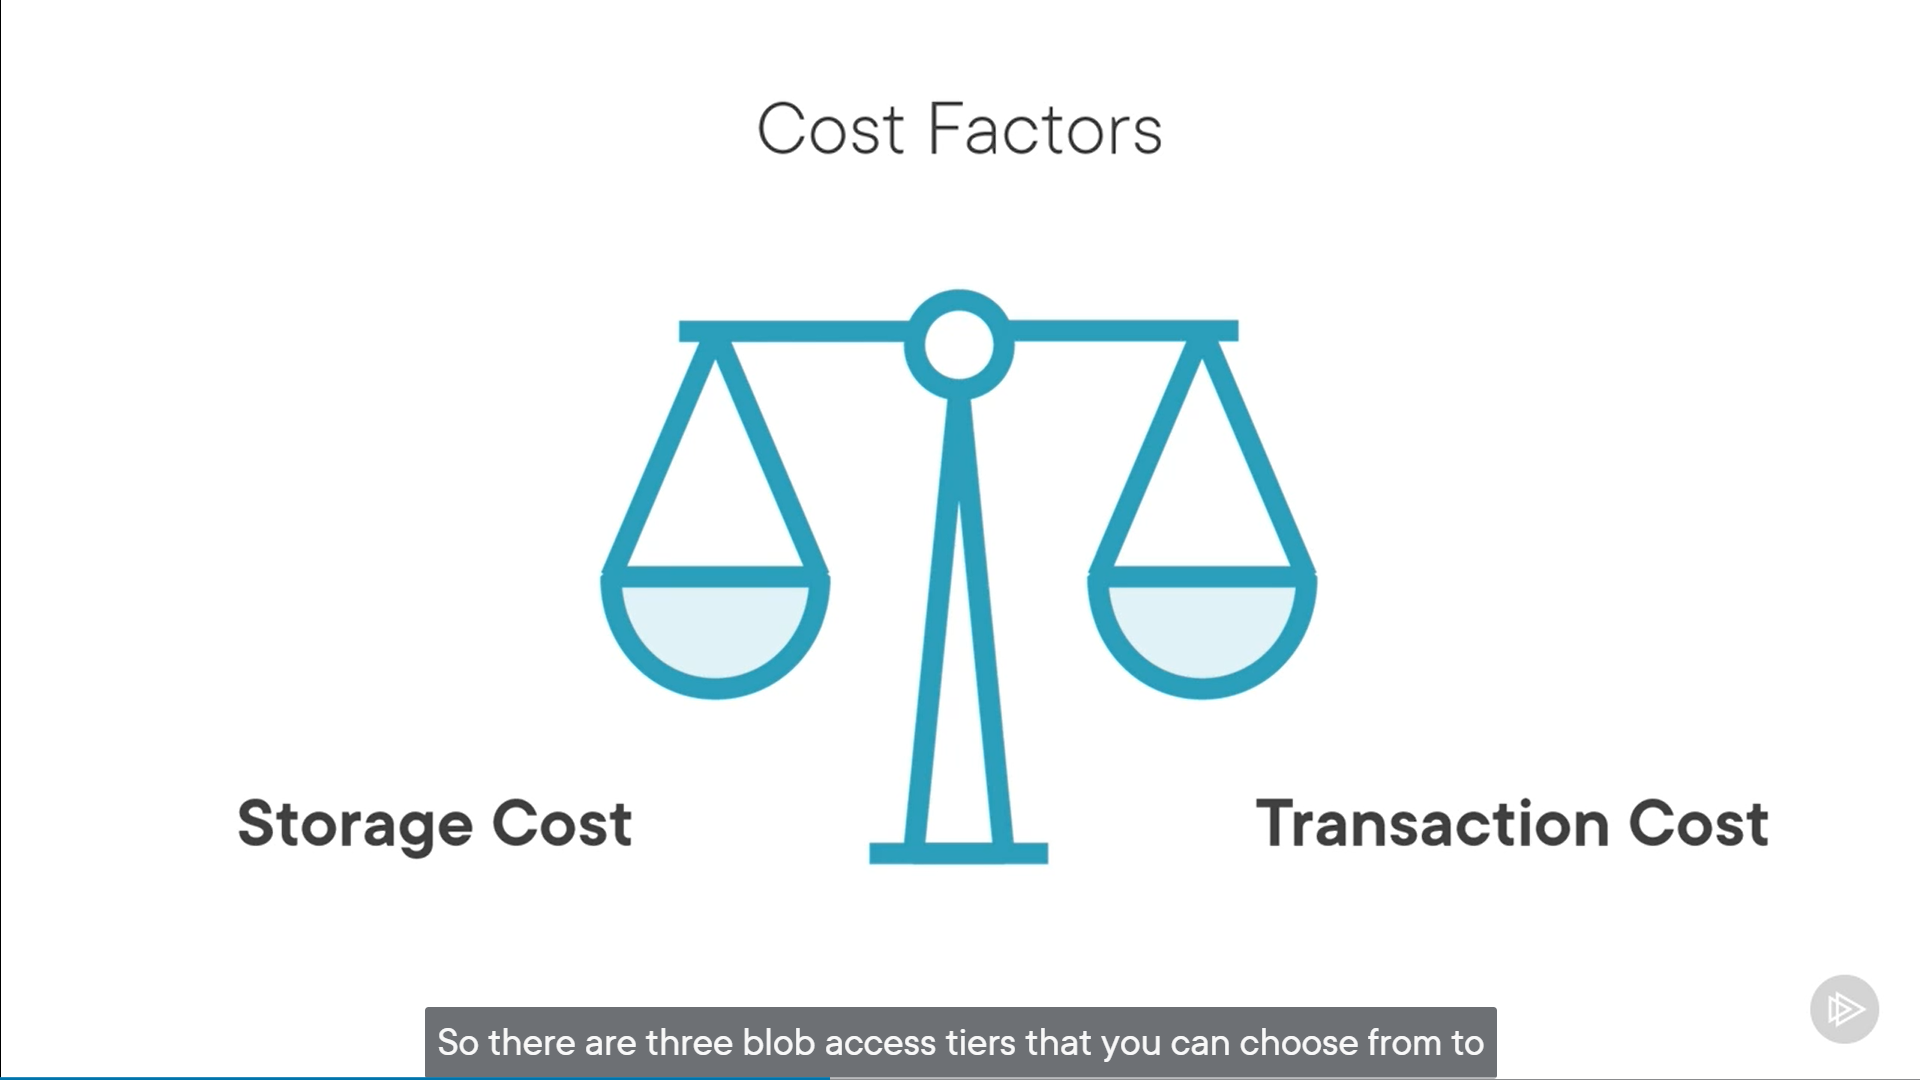 Cost Factors
Storage Cost
Transaction Cost
So there are three blob access tiers that you can choose from to